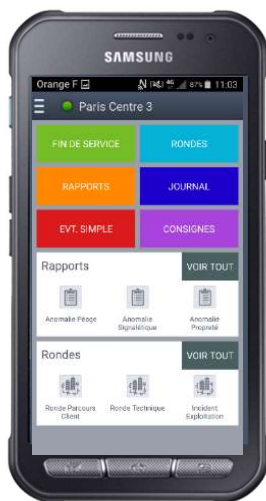 SAMSUNG
Orange F 4G 87% 11:03
Paris Centre 3
FIN DE SERVICE RONDES
RAPPORTS JOURNAL
EVT. SIMPLE CONSIGNES
Rapports VOIR TOUT
Anomalie Péage Anomalie Signalétique Anomalie Propreté
Rondes VOIR TOUT
Ronde Parcours Client Ronde Technique Incident Exploitation